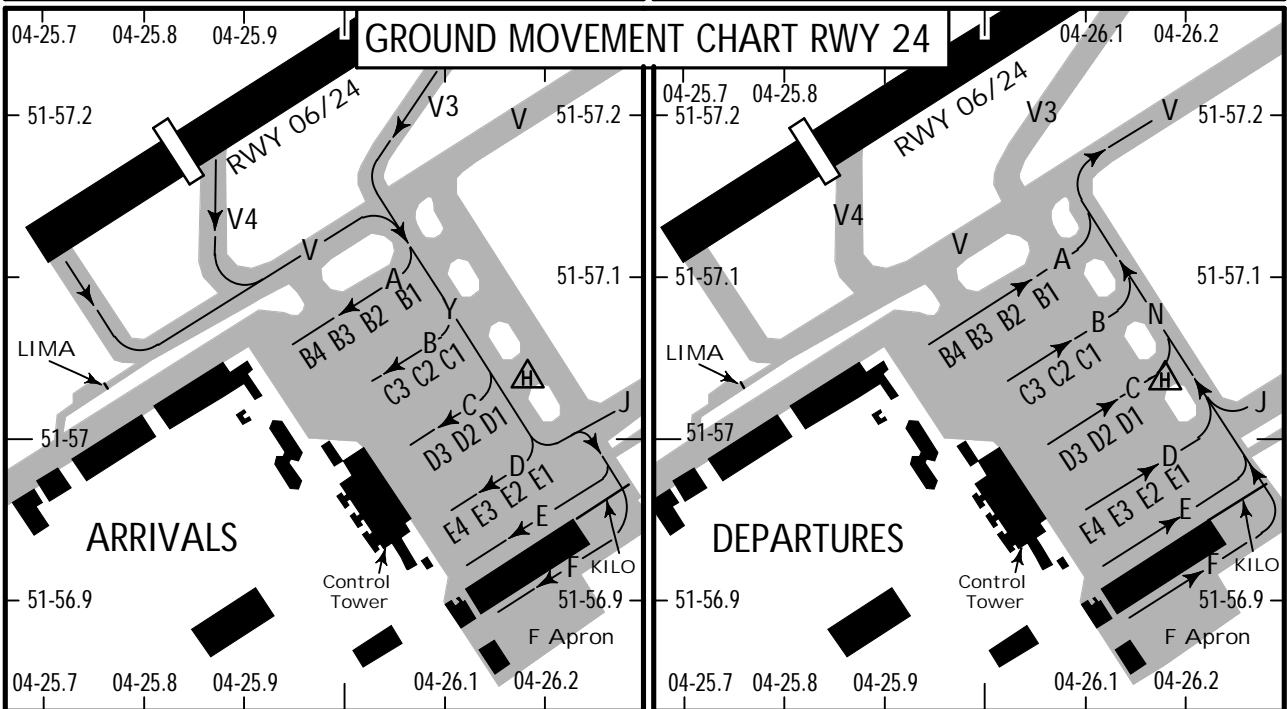 GROUND MOVEMENT CHART RWY 24
04-25.7 04-25.8 04-25.9
V3
51-57.2
RWY 06/24
V
51-57.2
V4
V
A
51-57.1
B4 B3 B2 B1
Y
B
LIMA
C3 C2 C1
H
C
J
51-57
D3 D2 D1
D
E4 E3 E2 E1
E
ARRIVALS
Control
Tower
F
KILO
51-56.9
51-56.9
F Apron
04-25.7 04-25.8 04-25.9 04-26.1 04-26.2
04-26.1 04-26.2
04-25.7 04-25.8
51-57.2
RWY 06/24
V3
V
51-57.2
V4
V
A
51-57.1
51-57.1
B4 B3 B2 B1
B
N
LIMA
C3 C2 C1
H
C
J
51-57
D3 D2 D1
D
E4 E3 E2 E1
E
DEPARTURES
Control
Tower
F
KILO
51-56.9
51-56.9
F Apron
04-25.7 04-25.8 04-25.9 04-26.1 04-26.2